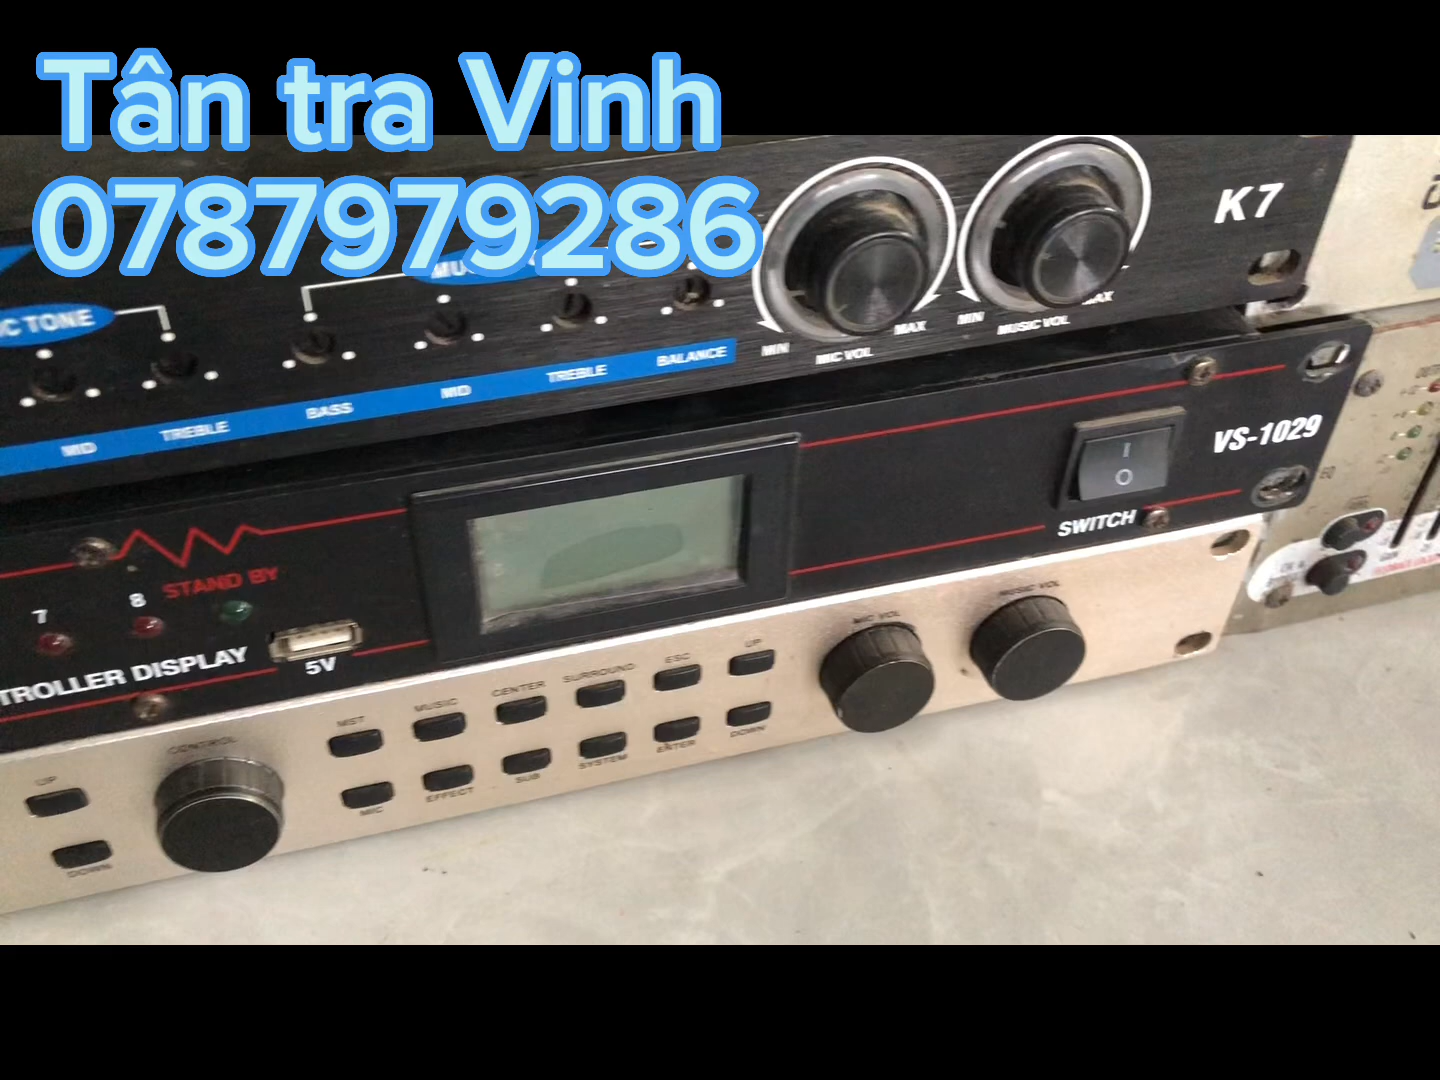 Tân tra Vinh
0787979286
K7
C TONE
MIN
MIC VOL
MAX
MIN
MUSIC VOL
MAX
MID
TREBLE
BASS
MID
TREBLE
BALANCE
VS-1029
SWITCH
STAND BY
7
8
5V
TROLLER DISPLAY
UP
DOWN
CONTROL
MST
MUSIC
CENTER
SURROUND
ESC
UP
MIC
EFFECT
SUB
SYSTEM
ENTER
DOWN
MIC VOL
MUSIC VOL